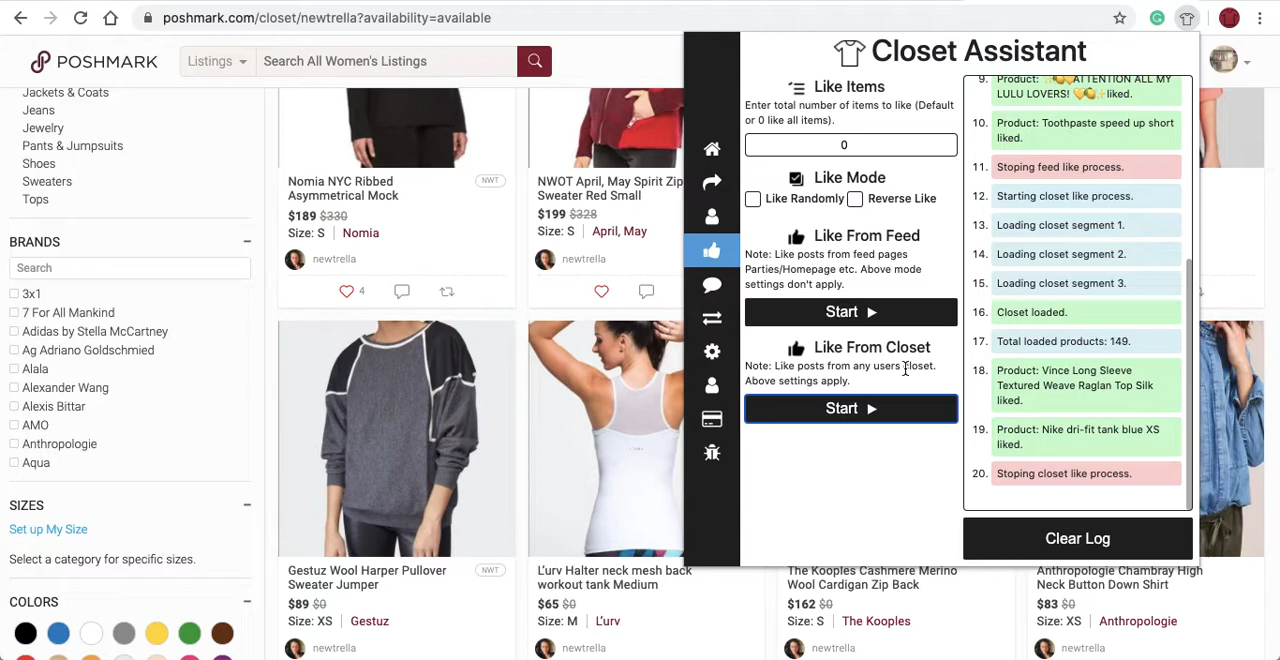 poshmark.com/closet/newtrella?availability=available
POSHMARK
Listings
Search All Women's Listings
Jackets & Coats
Jeans
Jewelry
Pants & Jumpsuits
Shoes
Sweaters
Tops
BRANDS
Search
3x1
7 For All Mankind
Adidas by Stella McCartney
Ag Adriano Goldschmied
Alala
Alexander Wang
Alexis Bittar
AMO
Anthropologie
Aqua
SIZES
Set up My Size
Select a category for specific sizes.
COLORS
Nomia NYC Ribbed
Asymmetrical Mock
NWT
$189 $330
Size: S | Nomia
newtrella
4
NWOT April, May Spirit Zip
Sweater Red Small
$199 $328
Size: S | April, May
newtrella
Gestuz Wool Harper Pullover
Sweater Jumper
NWT
$89 $0
Size: XS | Gestuz
newtrella
L'urv Halter neck mesh back
workout tank Medium
$65 $0
Size: M | L'urv
newtrella
The Kooples Cashmere Merino
Wool Cardigan Zip Back
$162 $0
Size: S | The Kooples
newtrella
Anthropologie Chambray High
Neck Button Down Shirt
$83 $0
Size: XS | Anthropologie
newtrella
Closet Assistant
Like Items
Enter total number of items to like (Default
or 0 like all items).
0
Like Mode
Like Randomly
Reverse Like
Like From Feed
Note: Like posts from feed pages
Parties/Homepage etc. Above mode
settings don't apply.
Start
Like From Closet
Note: Like posts from any users closet.
Above settings apply.
Start
9. Product: ✨💛🍋ATTENTION ALL MY
LULU LOVERS! 💛🍋✨liked.
10. Product: Toothpaste speed up short
liked.
11. Stoping feed like process.
12. Starting closet like process.
13. Loading closet segment 1.
14. Loading closet segment 2.
15. Loading closet segment 3.
16. Closet loaded.
17. Total loaded products: 149.
18. Product: Vince Long Sleeve
Textured Weave Raglan Top Silk
liked.
19. Product: Nike dri-fit tank blue XS
liked.
20. Stoping closet like process.
Clear Log